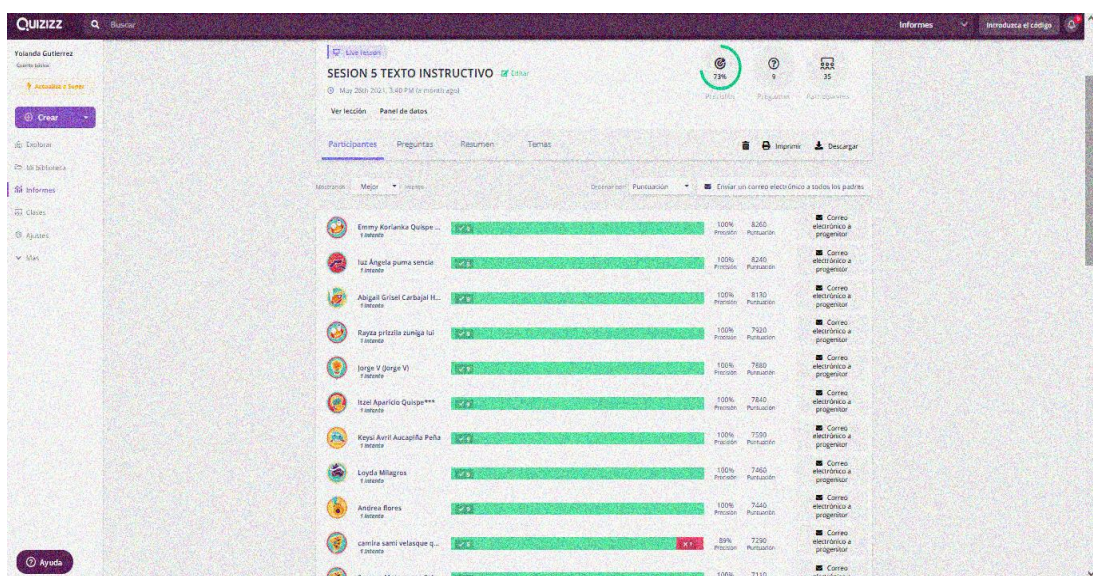 Quizizz
Buscar
Informes
Introduzca el código
Yolanda Gutierrez
Actualiza a Super
Crear
Explorar
Mi biblioteca
Informes
Clases
Ajustes
Más
Ayuda
Live lesson
SESION 5 TEXTO INSTRUCTIVO Editar
May 20th 2021, 3:40 PM (a month ago)
Ver lección Panel de datos
73%
Precisión
9
Preguntas
35
Participantes
Participantes Preguntas Resumen Temas
Imprimir Descargar
Mejor
Ordenar por: Puntuación
Enviar un correo electrónico a todos los padres
Emmy Korianka Quispe ...
1 intento
100% 8260
Precisión Puntuación
Correo
electrónico a
progenitor
luz Ángela puma sencia
1 intento
100% 8240
Precisión Puntuación
Correo
electrónico a
progenitor
Abigail Grisel Carbajal H...
1 intento
100% 8130
Precisión Puntuación
Correo
electrónico a
progenitor
Rayza prizzila zuniga lui
1 intento
100% 7920
Precisión Puntuación
Correo
electrónico a
progenitor
Jorge V (Jorge V)
1 intento
100% 7880
Precisión Puntuación
Correo
electrónico a
progenitor
Itzel Aparicio Quispe***
1 intento
100% 7840
Precisión Puntuación
Correo
electrónico a
progenitor
Keysi Avril Aucapiña Peña
1 intento
100% 7590
Precisión Puntuación
Correo
electrónico a
progenitor
Loyda Milagros
1 intento
100% 7460
Precisión Puntuación
Correo
electrónico a
progenitor
Andrea flores
1 intento
100% 7440
Precisión Puntuación
Correo
electrónico a
progenitor
camira sami velasque q...
1 intento
89% 7290
Precisión Puntuación
Correo
electrónico a
progenitor
100% 7110
Correo